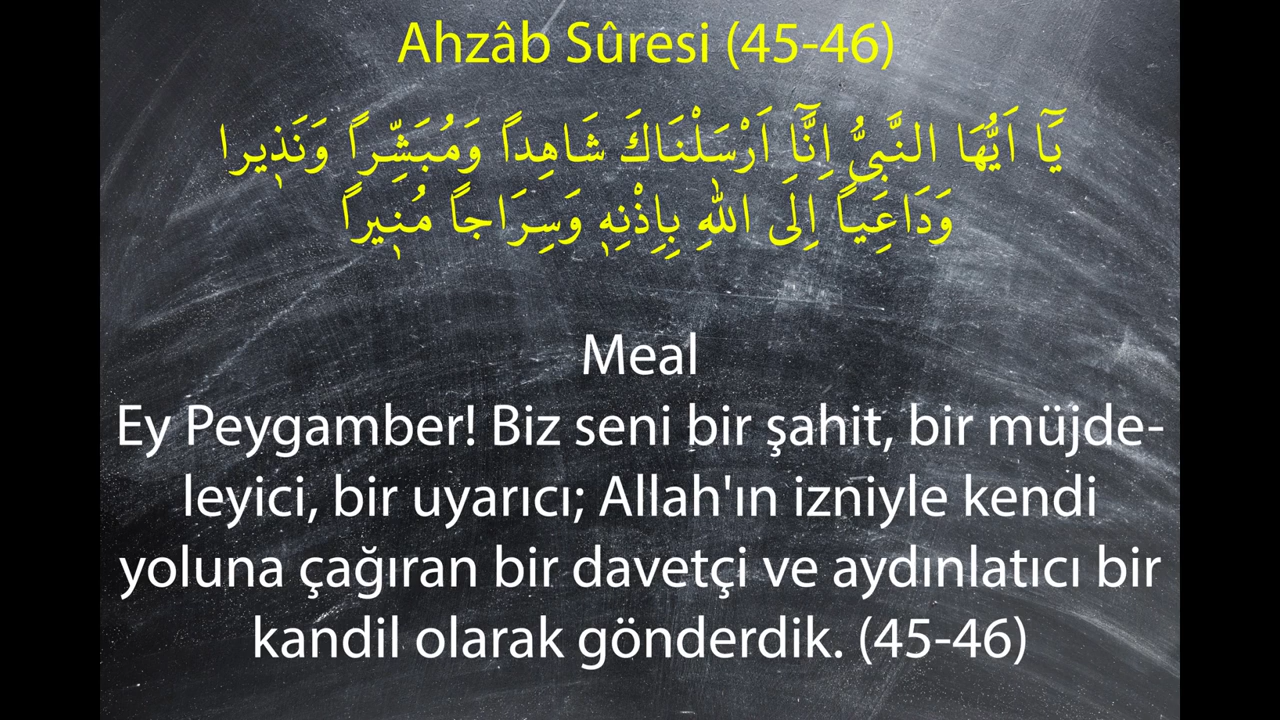 Ahzâb Sûresi (45-46)
يَٓا اَيُّهَا النَّبِيُّ اِنَّٓا اَرْسَلْنَاكَ شَاهِداً وَمُبَشِّراً وَنَذٖيرا
وَدَاعِياً اِلَى اللهِ بِاِذْنِهٖ وَسِرَاجاً مُنٖيراً
Meal
Ey Peygamber! Biz seni bir şahit, bir müjde-
leyici, bir uyarıcı; Allah'ın izniyle kendi
yoluna çağıran bir davetçi ve aydınlatıcı bir
kandil olarak gönderdik. (45-46)